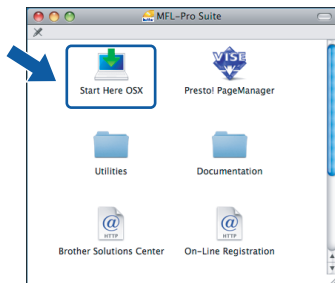 MFL-Pro Suite
Start Here OSX
Presto! PageManager
Utilities
Documentation
HTTP
HTTP
Brother Solutions Center
On-Line Registration